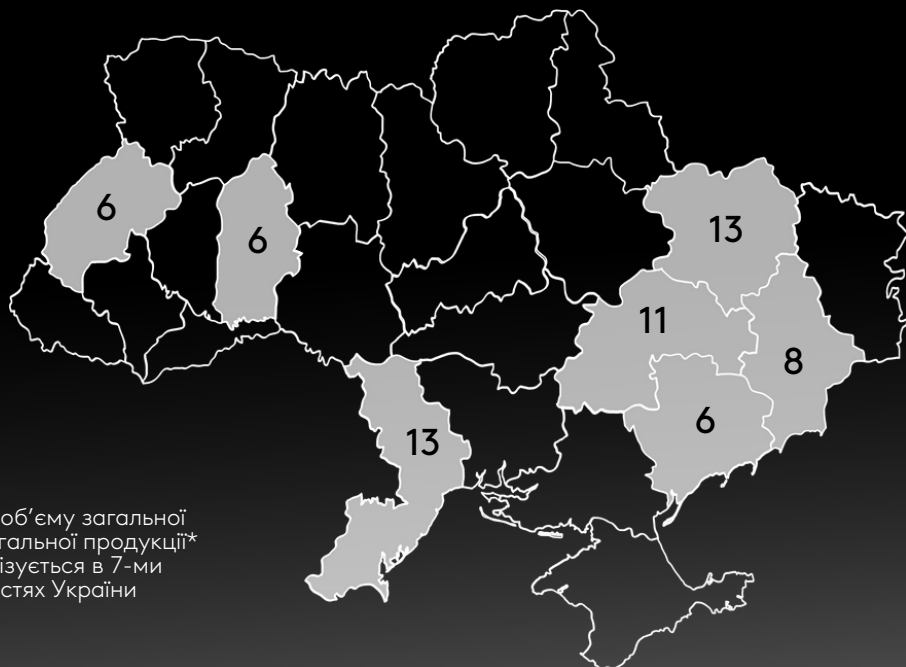 6
6
13
11
8
13
6
об’єму загальної
гальної продукції*
ізується в 7-ми
стях України